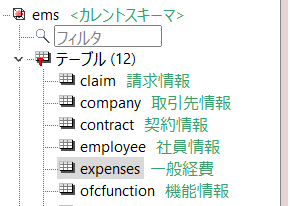 ems <カレントスキーマ>
フィルタ
テーブル (12)
claim 請求情報
company 取引先情報
contract 契約情報
employee 社員情報
expenses 一般経費
ofcfunction 機能情報